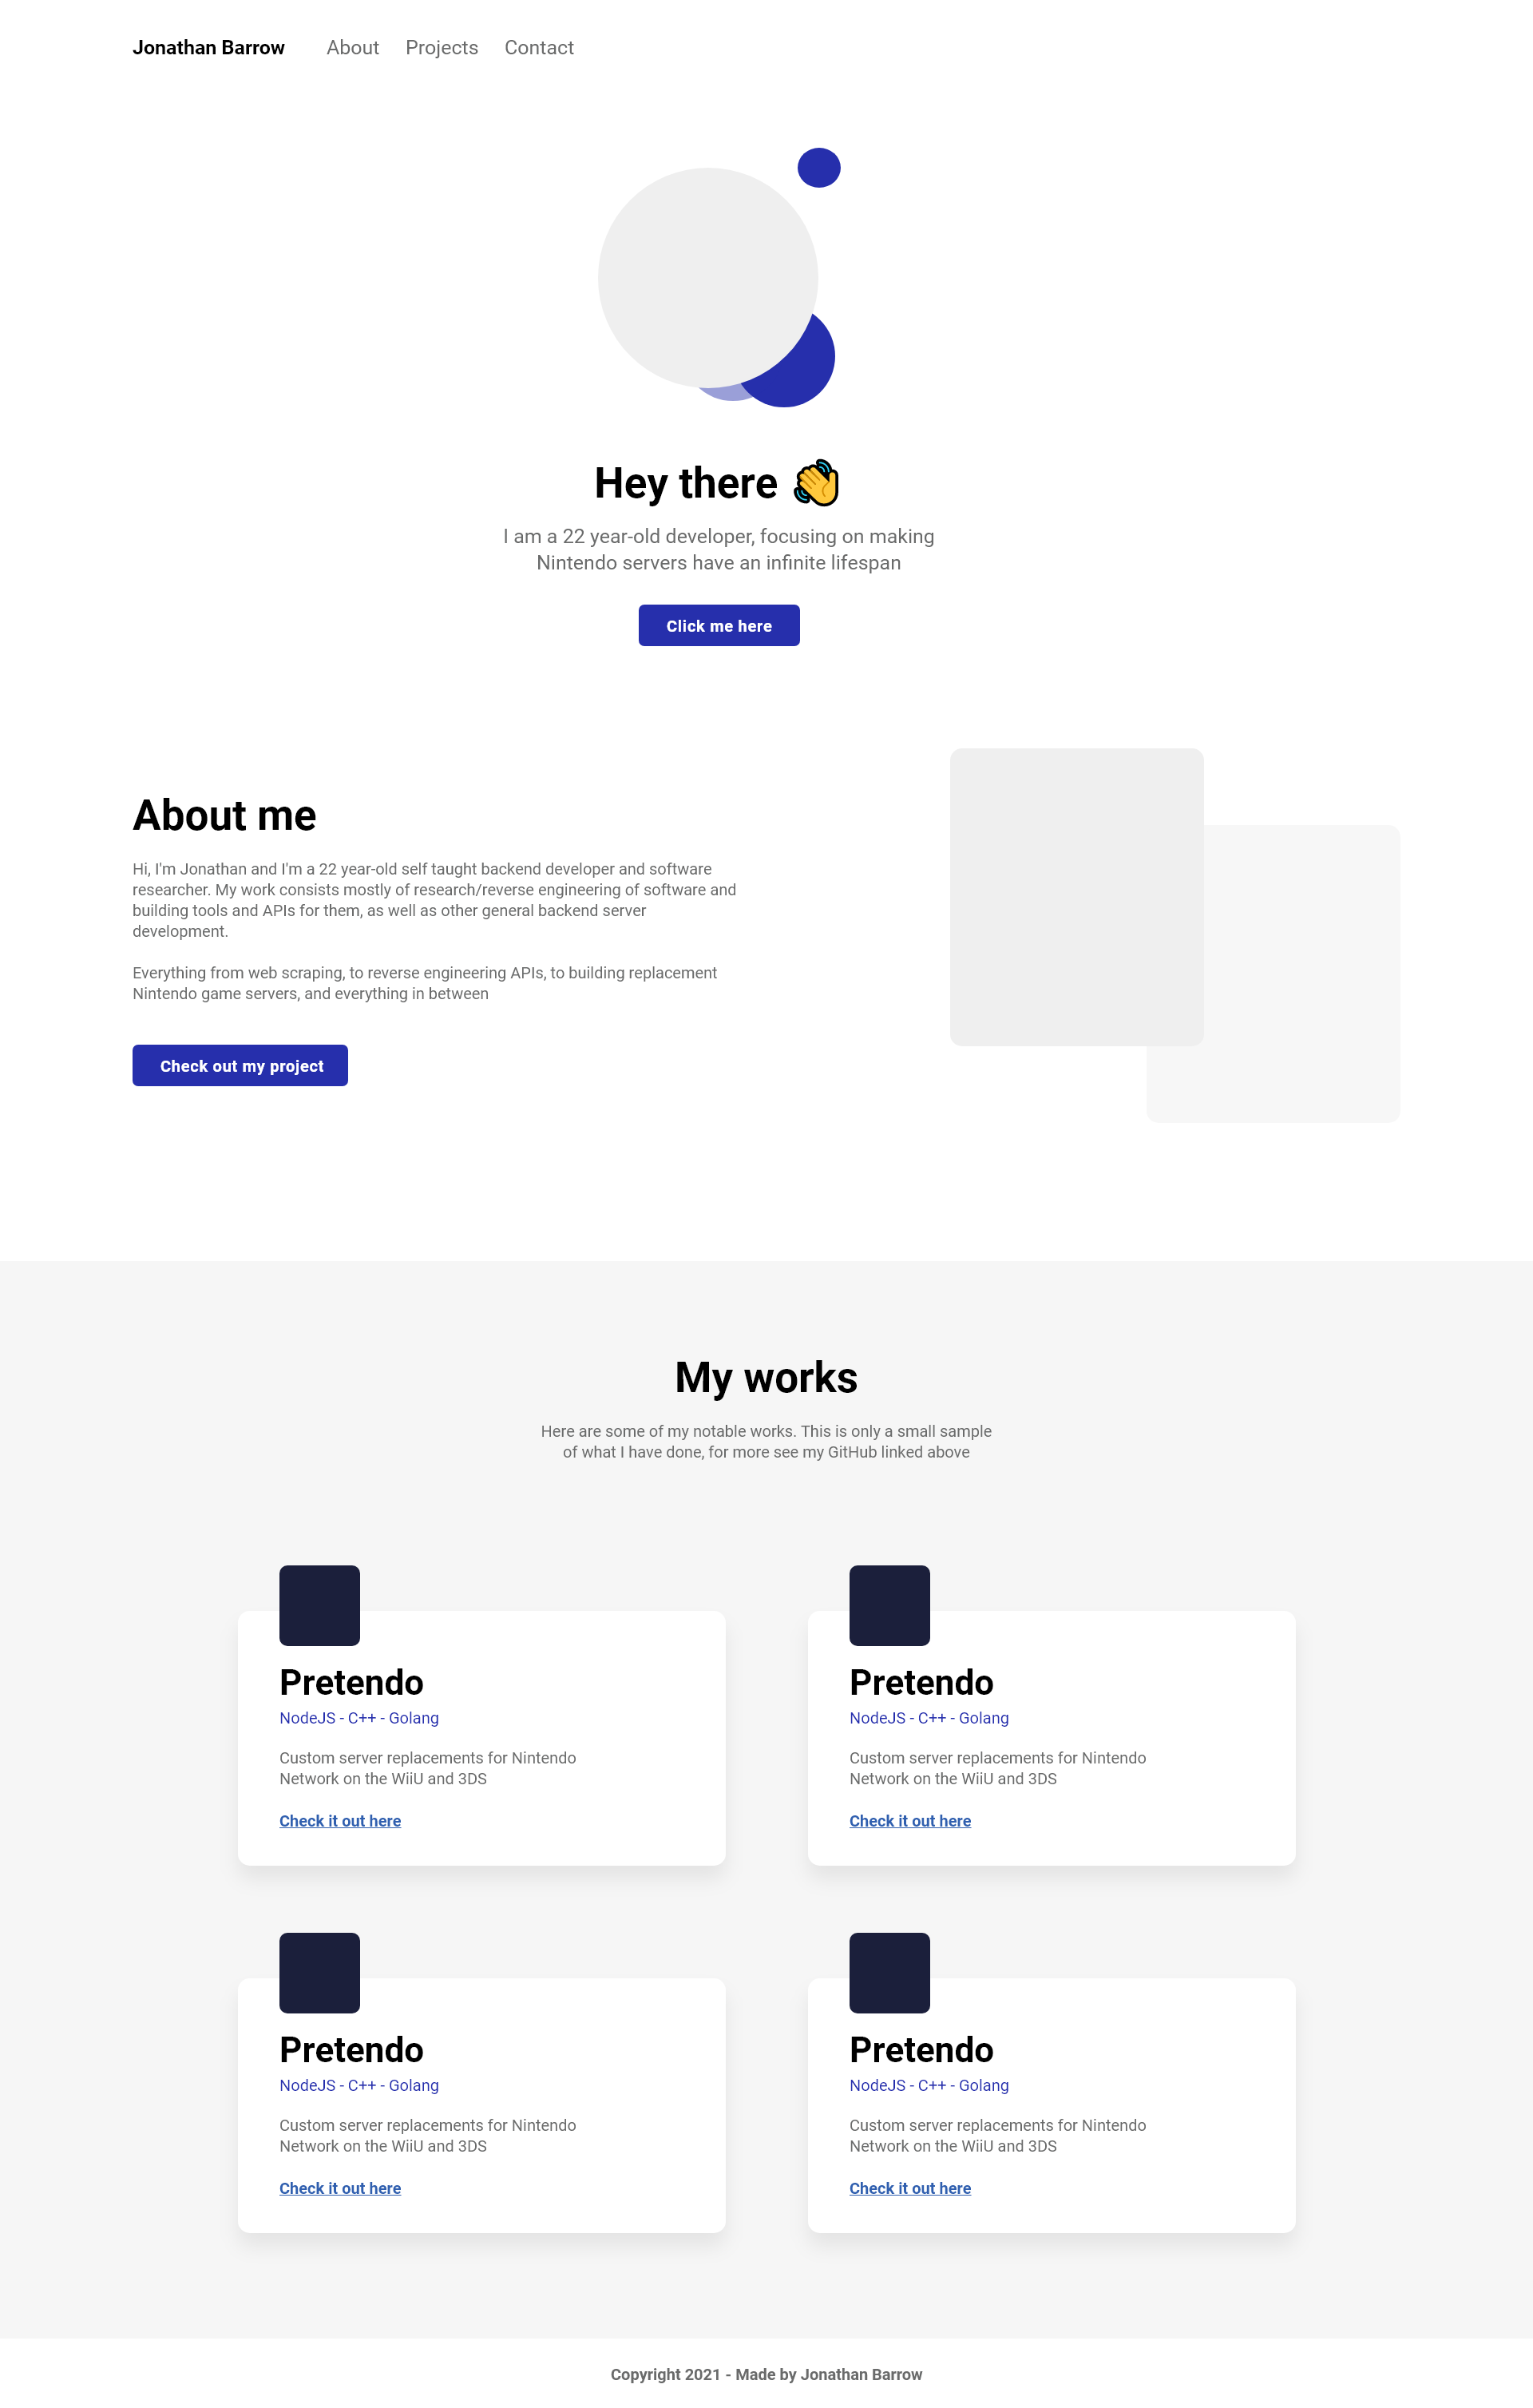 Jonathan Barrow About Projects Contact
Hey there 👋
I am a 22 year-old developer, focusing on making
Nintendo servers have an infinite lifespan
Click me here
About me
Hi, I'm Jonathan and I'm a 22 year-old self taught backend developer and software
researcher. My work consists mostly of research/reverse engineering of software and
building tools and APIs for them, as well as other general backend server
development.
Everything from web scraping, to reverse engineering APIs, to building replacement
Nintendo game servers, and everything in between
Check out my project
My works
Here are some of my notable works. This is only a small sample
of what I have done, for more see my GitHub linked above
Pretendo
NodeJS - C++ - Golang
Custom server replacements for Nintendo
Network on the WiiU and 3DS
Check it out here
Pretendo
NodeJS - C++ - Golang
Custom server replacements for Nintendo
Network on the WiiU and 3DS
Check it out here
Pretendo
NodeJS - C++ - Golang
Custom server replacements for Nintendo
Network on the WiiU and 3DS
Check it out here
Pretendo
NodeJS - C++ - Golang
Custom server replacements for Nintendo
Network on the WiiU and 3DS
Check it out here
Copyright 2021 - Made by Jonathan Barrow